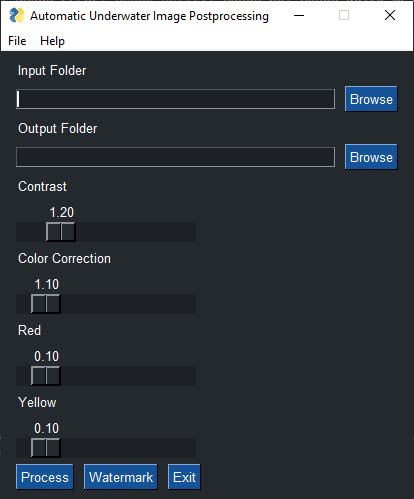 Automatic Underwater Image Postprocessing
File Help
Input Folder
Browse
Output Folder
Browse
Contrast
1.20
Color Correction
1.10
Red
0.10
Yellow
0.10
Process Watermark Exit